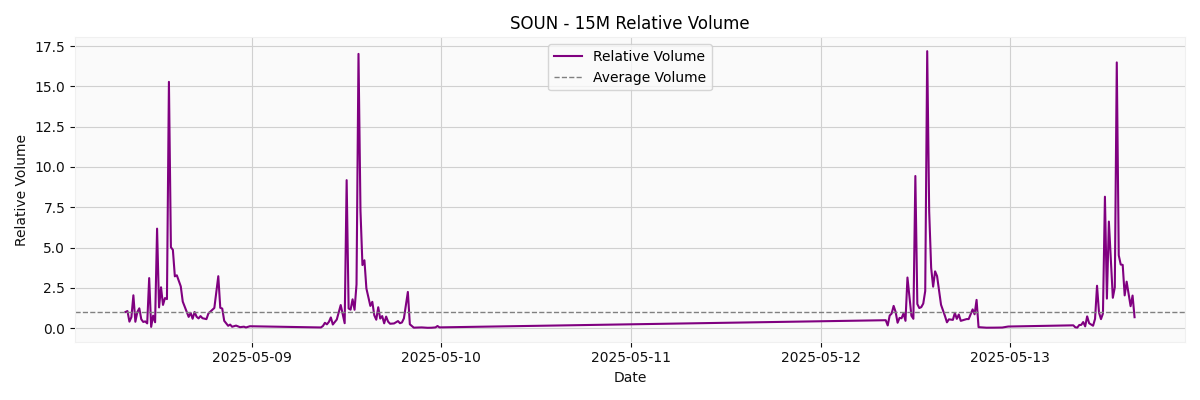 SOUN - 15M Relative Volume
Relative Volume
Average Volume
Relative Volume
17.5
15.0
12.5
10.0
7.5
5.0
2.5
0.0
2025-05-09
2025-05-10
2025-05-11
2025-05-12
2025-05-13
Date